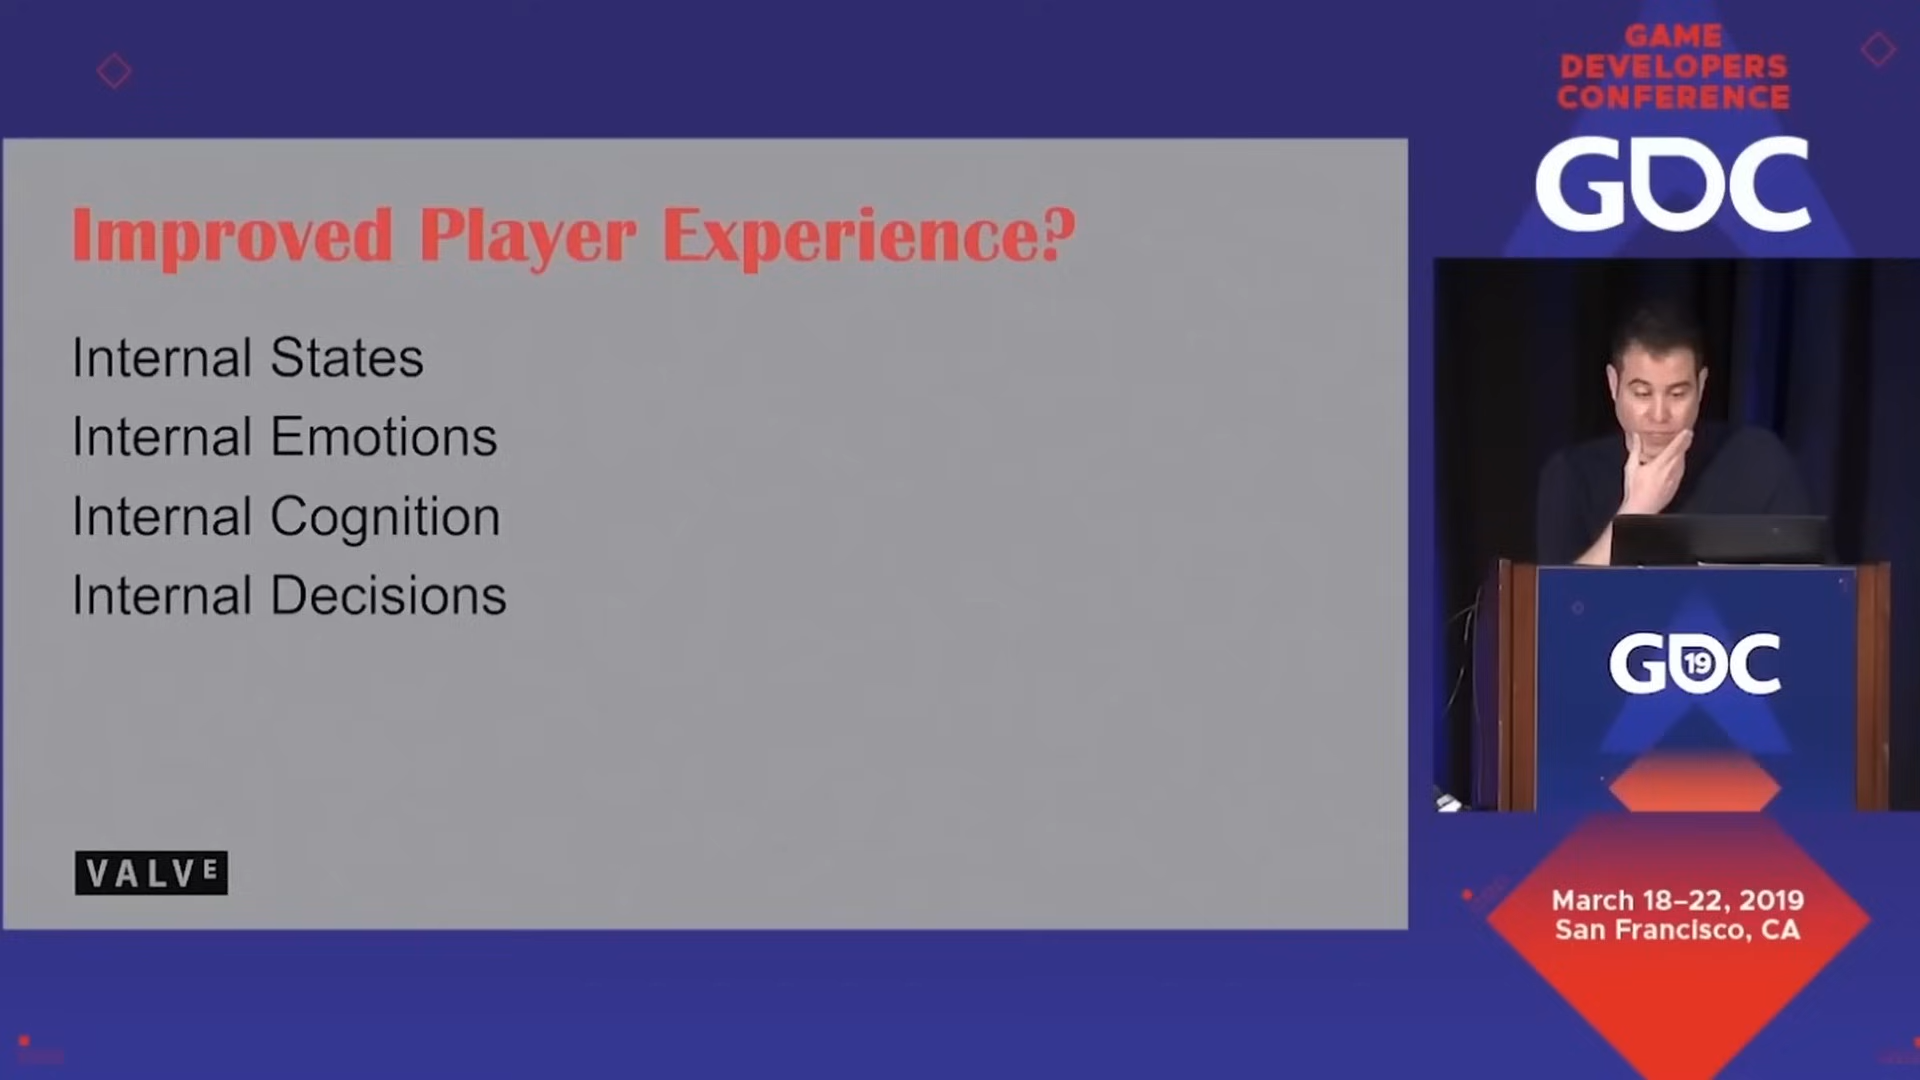 GAME
DEVELOPERS
CONFERENCE
GDC
Improved Player Experience?
Internal States
Internal Emotions
Internal Cognition
Internal Decisions
VALVE
GDC
19
March 18–22, 2019
San Francisco, CA